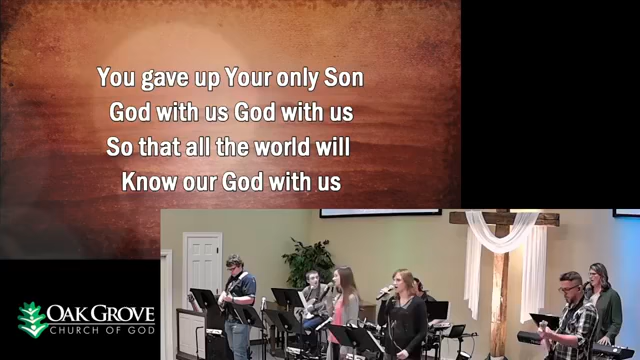 You gave up Your only Son
God with us God with us
So that all the world will
Know our God with us
OAK GROVE
CHURCH OF GOD